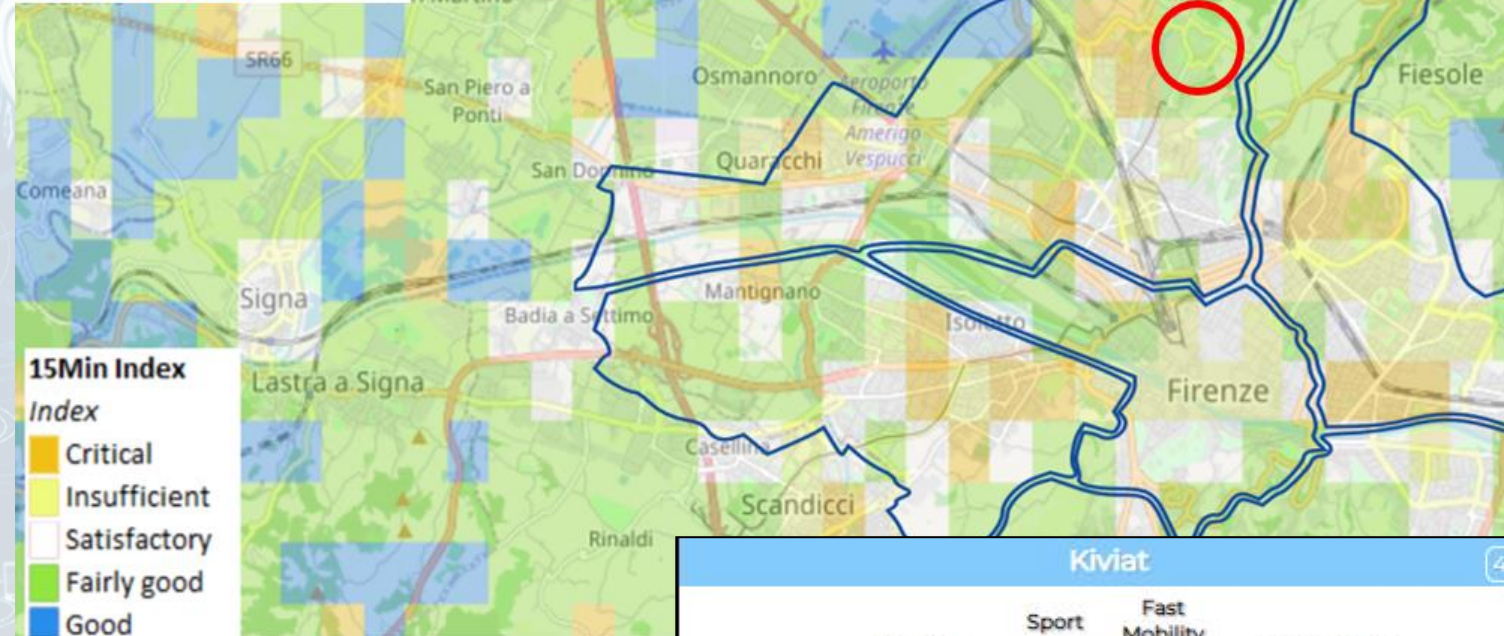 SR66
San Piero a
Ponti
Osmannoro
Aeroporto
Firenze
Amerigo
Vespucci
Fiesole
San Donnino
Quaracchi
Comeana
Signa
Mantignano
Badia a Settimo
Isolotto
15Min Index
Index
Critical
Insufficient
Satisfactory
Fairly good
Good
Lastra a Signa
Firenze
Casellina
Scandicci
Rinaldi
Kiviat
Sport
Fast
Mobility